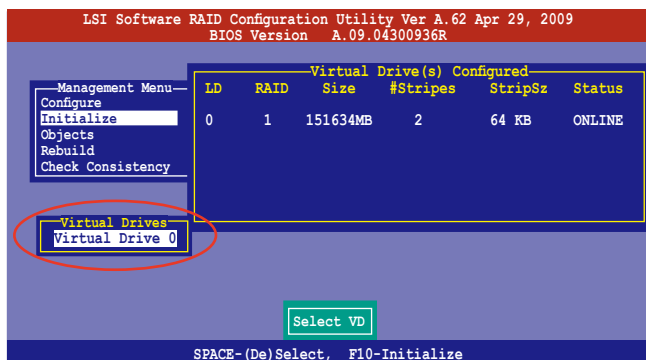 LSI Software RAID Configuration Utility Ver A.62 Apr 29, 2009
BIOS Version A.09.04300936R
Virtual Drive(s) Configured
LD RAID Size #Stripes StripSz Status
0 1 151634MB 2 64 KB ONLINE
Management Menu
Configure
Initialize
Objects
Rebuild
Check Consistency
Virtual Drives
Virtual Drive 0
Select VD
SPACE-(De)Select, F10-Initialize